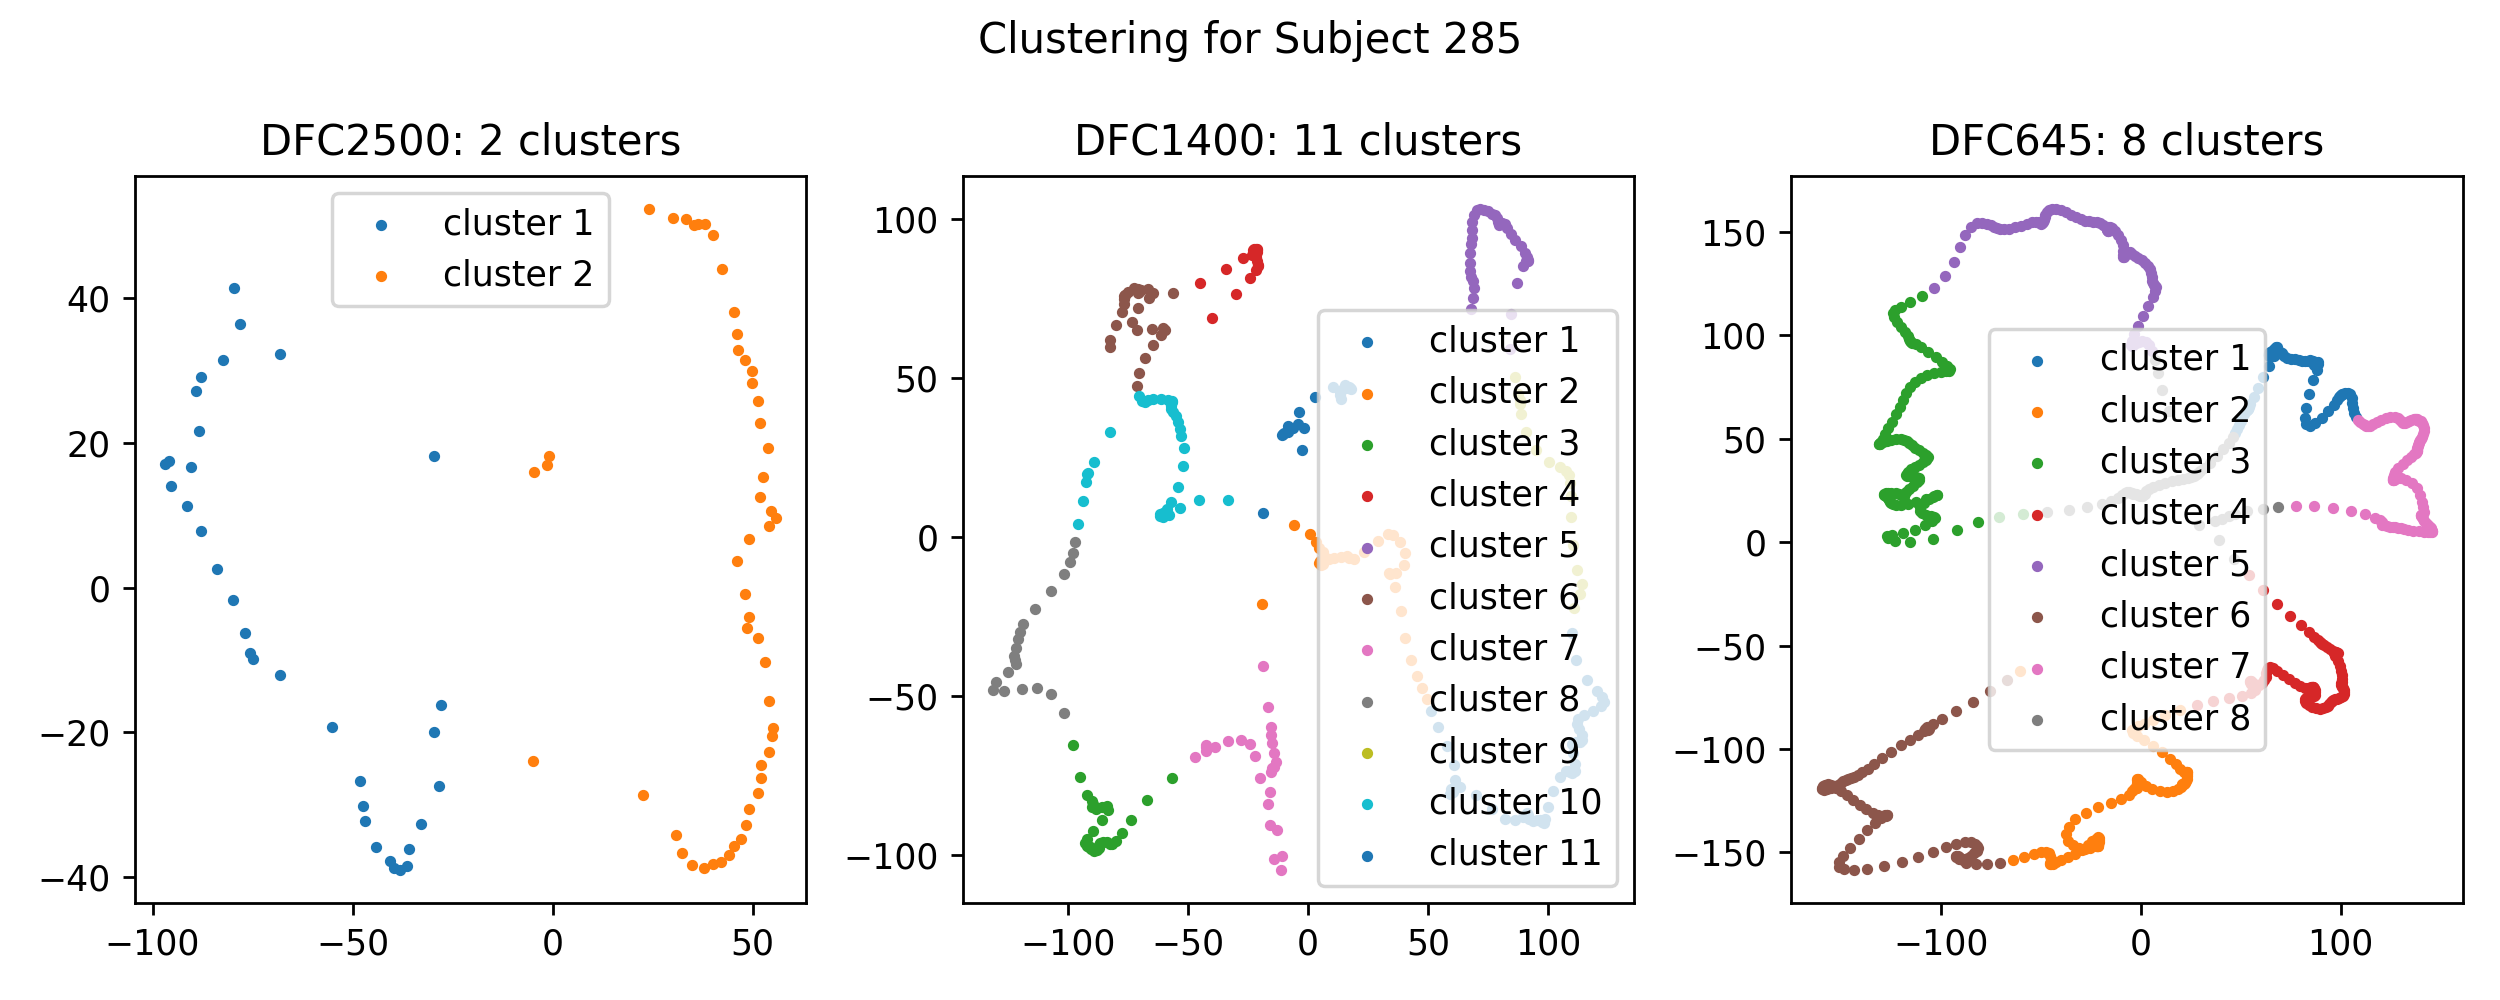 Clustering for Subject 285
DFC2500: 2 clusters
cluster 1
cluster 2
40
20
0
−20
−40
−100
−50
0
50
DFC1400: 11 clusters
cluster 1
cluster 2
cluster 3
cluster 4
cluster 5
cluster 6
cluster 7
cluster 8
cluster 9
cluster 10
cluster 11
100
50
0
−50
−100
−100
−50
0
50
100
DFC645: 8 clusters
cluster 1
cluster 2
cluster 3
cluster 4
cluster 5
cluster 6
cluster 7
cluster 8
150
100
50
0
−50
−100
−150
−100
0
100